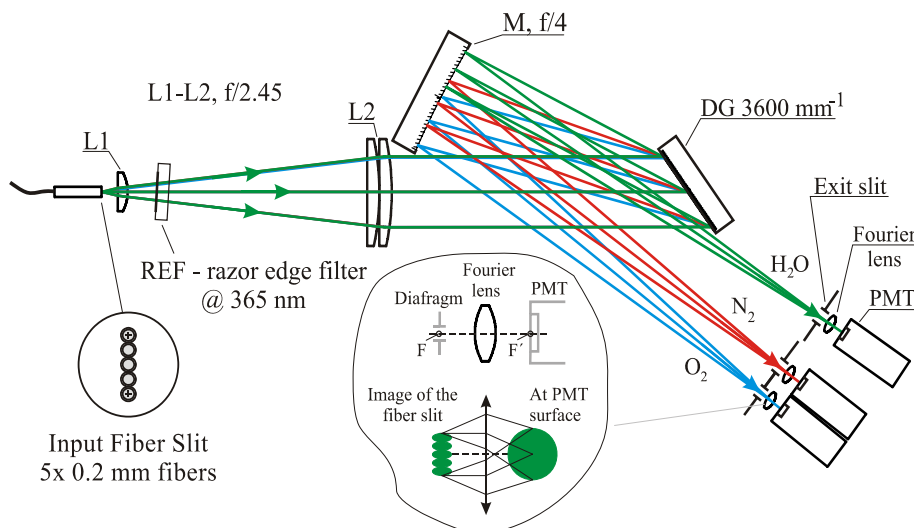 M, f/4
L1-L2, f/2.45
L2
DG 3600 mm-1
L1
Exit slit
Fourier
lens
REF - razor edge filter
@ 365 nm
H2O
PMT
Fourier
lens
Diafragm
PMT
N2
F
F´
O2
Image of the
fiber slit
At PMT
surface
Input Fiber Slit
5x 0.2 mm fibers